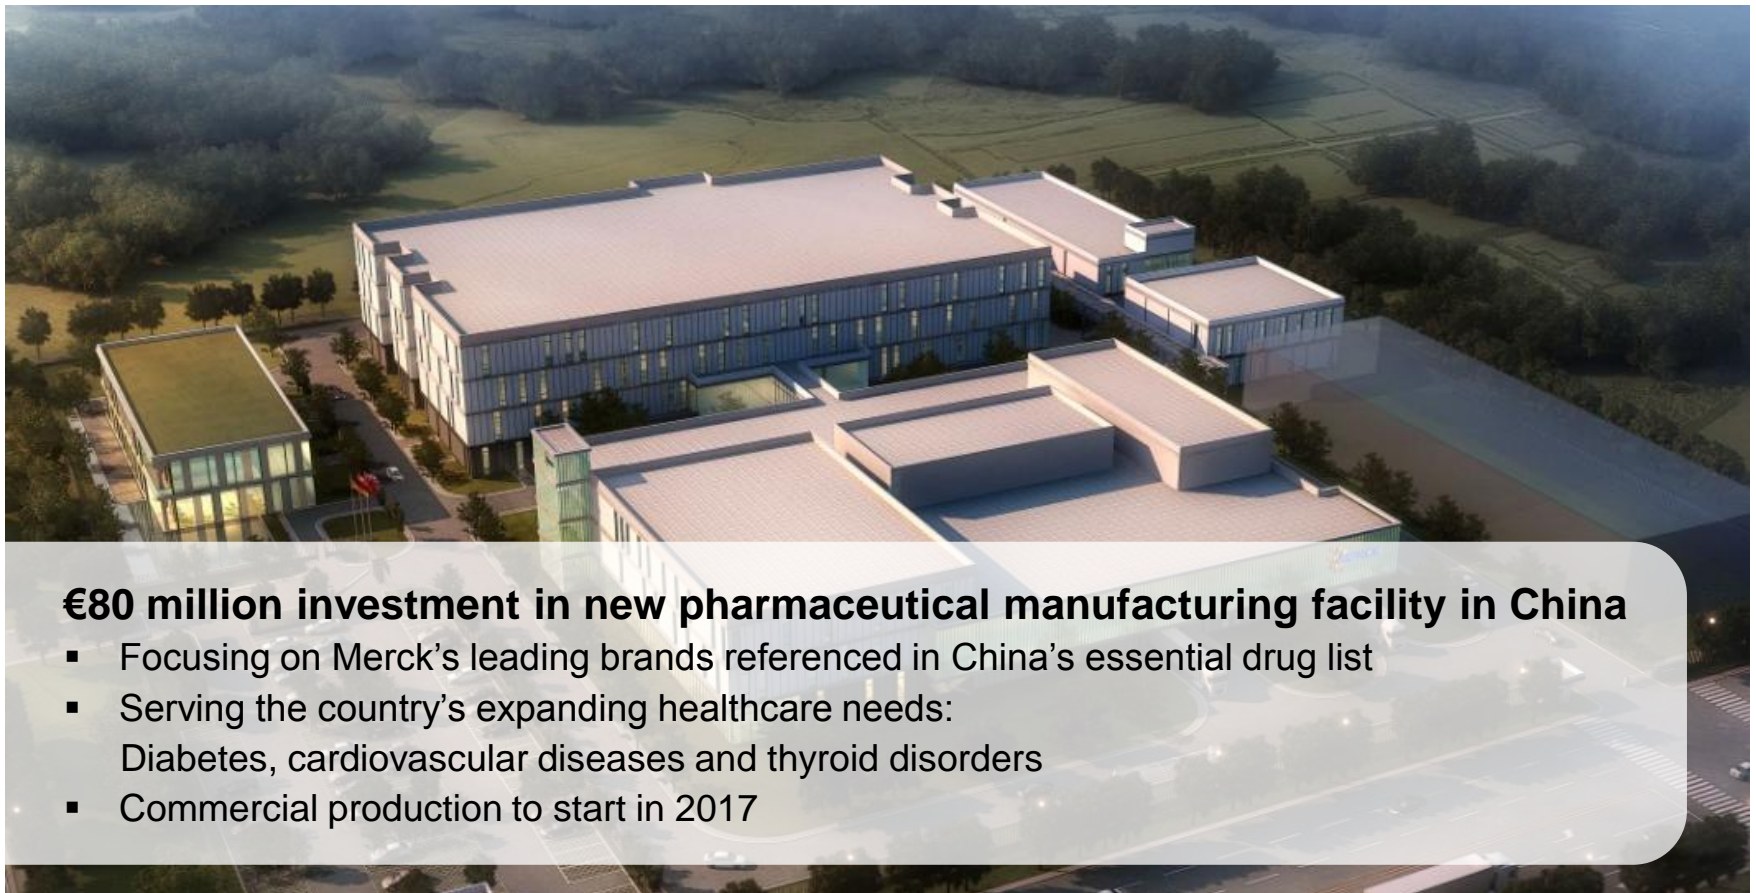 €80 million investment in new pharmaceutical manufacturing facility in China
▪ Focusing on Merck’s leading brands referenced in China’s essential drug list
▪ Serving the country’s expanding healthcare needs:
Diabetes, cardiovascular diseases and thyroid disorders
▪ Commercial production to start in 2017